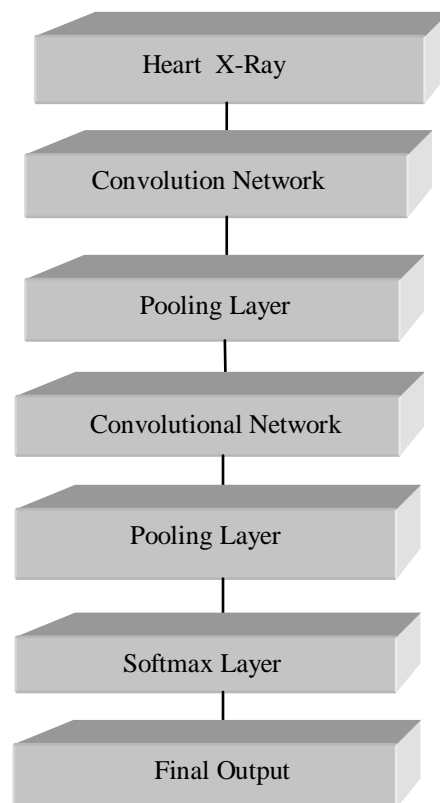 Heart X-Ray
Convolution Network
Pooling Layer
Convolutional Network
Pooling Layer
Softmax Layer
Final Output